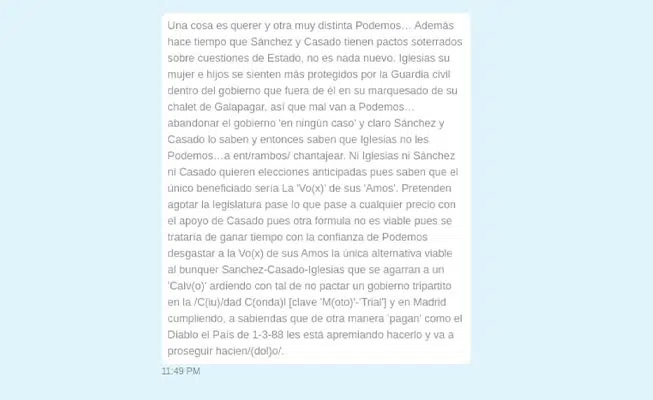 Una cosa es querer y otra muy distinta Podemos… Además
hace tiempo que Sánchez y Casado tienen pactos soterrados
sobre cuestiones de Estado, no es nada nuevo. Iglesias su
mujer e hijos se sienten más protegidos por la Guardia civil
dentro del gobierno que fuera de él en su marquesado de su
chalet de Galapagar, así que mal van a Podemos…
abandonar el gobierno 'en ningún caso' y claro Sánchez y
Casado lo saben y entonces saben que Iglesias no les
Podemos…a ent/rambos/ chantajear. Ni Iglesias ni Sánchez
ni Casado quieren elecciones anticipadas pues saben que el
único beneficiado sería La 'Vo(x)' de sus 'Amos'. Pretenden
agotar la legislatura pase lo que pase a cualquier precio con
el apoyo de Casado pues otra formula no es viable pues se
trataría de ganar tiempo con la confianza de Podemos
desgastar a la Vo(x) de sus Amos la única alternativa viable
al bunquer Sanchez-Casado-Iglesias que se agarran a un
'Calv(o)' ardiendo con tal de no pactar un gobierno tripartito
en la /C(iu)/dad C(onda)l [clave 'M(oto)'-'Trial'] y en Madrid
cumpliendo, a sabiendas que de otra manera 'pagan' como el
Diablo el País de 1-3-88 les está apremiando hacerlo y va a
proseguir hacien/(dol)o/.
11:49 PM